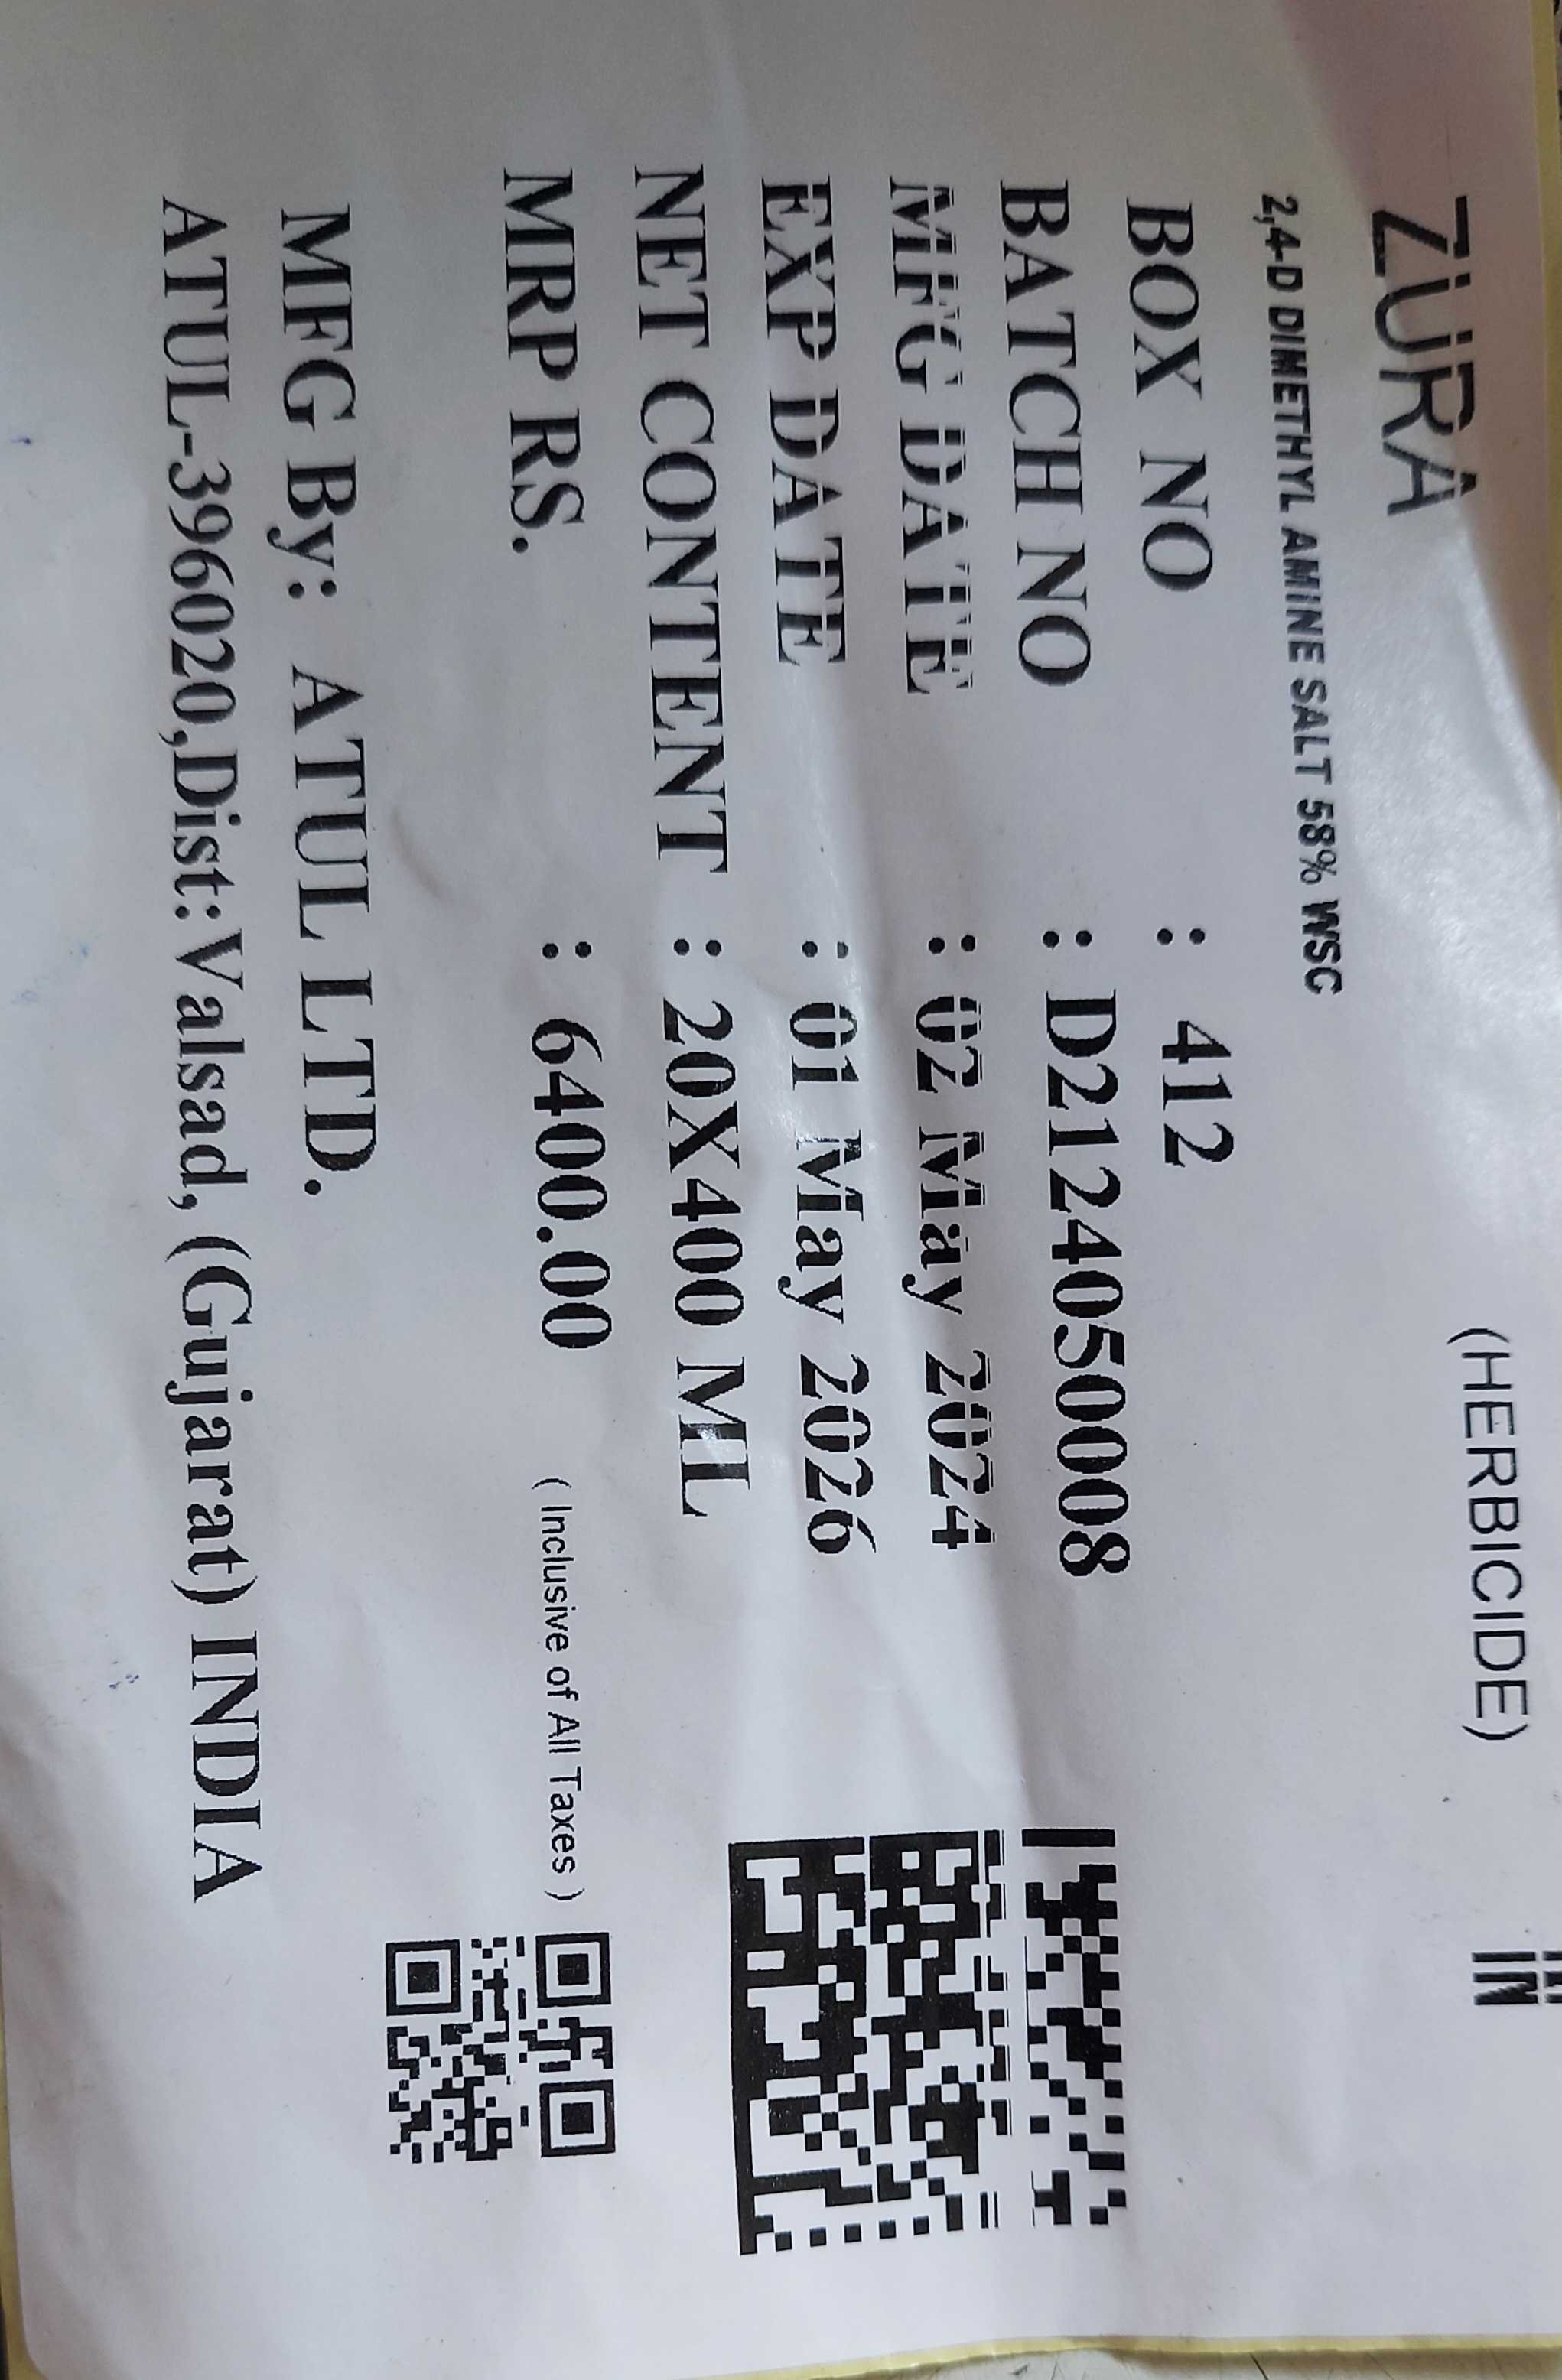 ZURA
(HERBICIDE)
IN
2,4-D DIMETHYL AMINE SALT 58% WSC
BOX NO : 412
BATCH NO : D212405008
MFG DATE : 02 May 2024
EXP DATE : 01 May 2026
NET CONTENT : 20X400 ML
MRP RS. : 6400.00 ( Inclusive of All Taxes )
MFG By: ATUL LTD.
ATUL-396020,Dist:Valsad, (Gujarat) INDIA